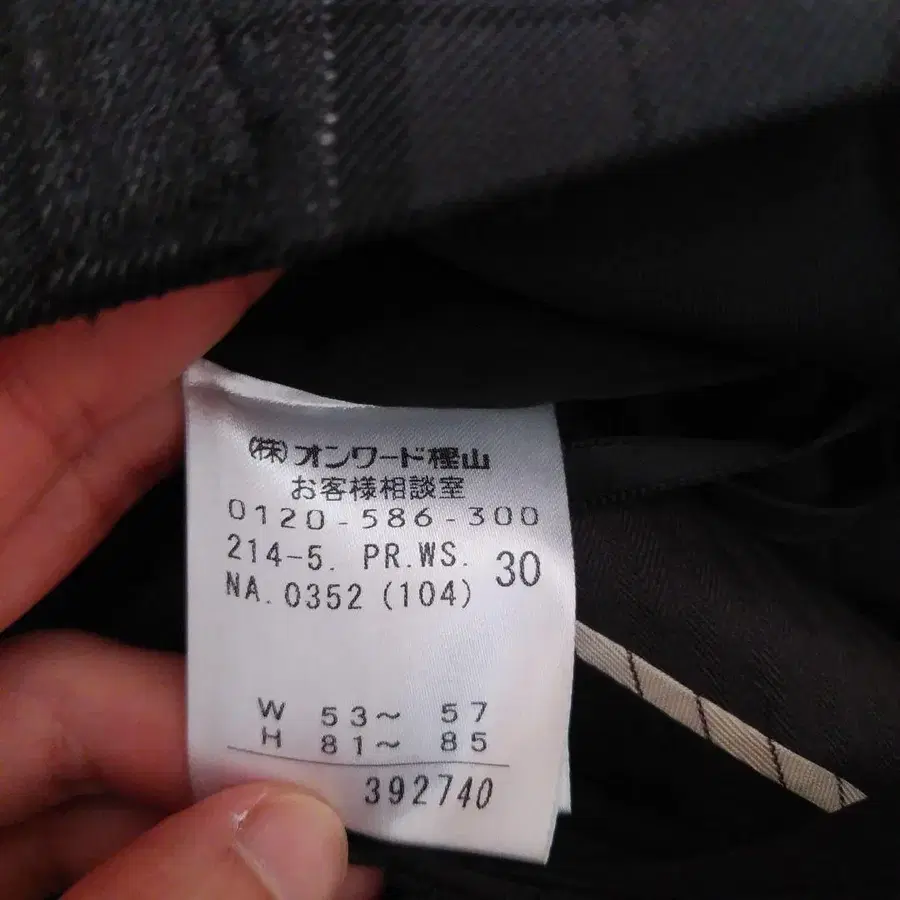 (株)オンワード樫山
お客様相談室
0120-586-300
214-5. PR.WS. 30
NA. 0352 (104)
W 53～ 57
H 81～ 85
392740